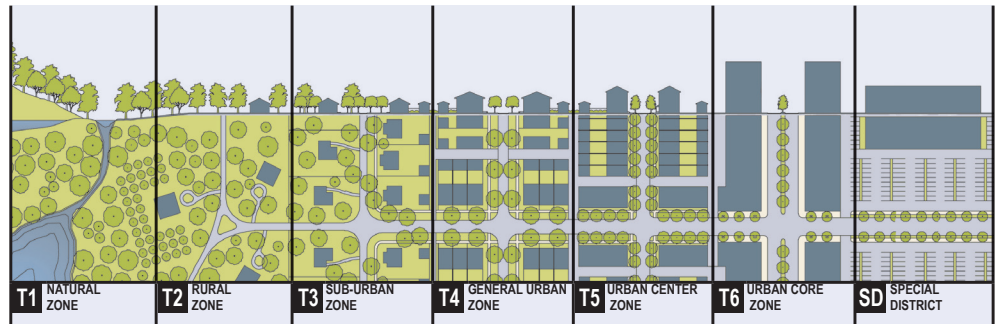 T1 NATURAL
ZONE
T2 RURAL
ZONE
T3 SUB-URBAN
ZONE
T4 GENERAL URBAN
ZONE
T5 URBAN CENTER
ZONE
T6 URBAN CORE
ZONE
SD SPECIAL
DISTRICT